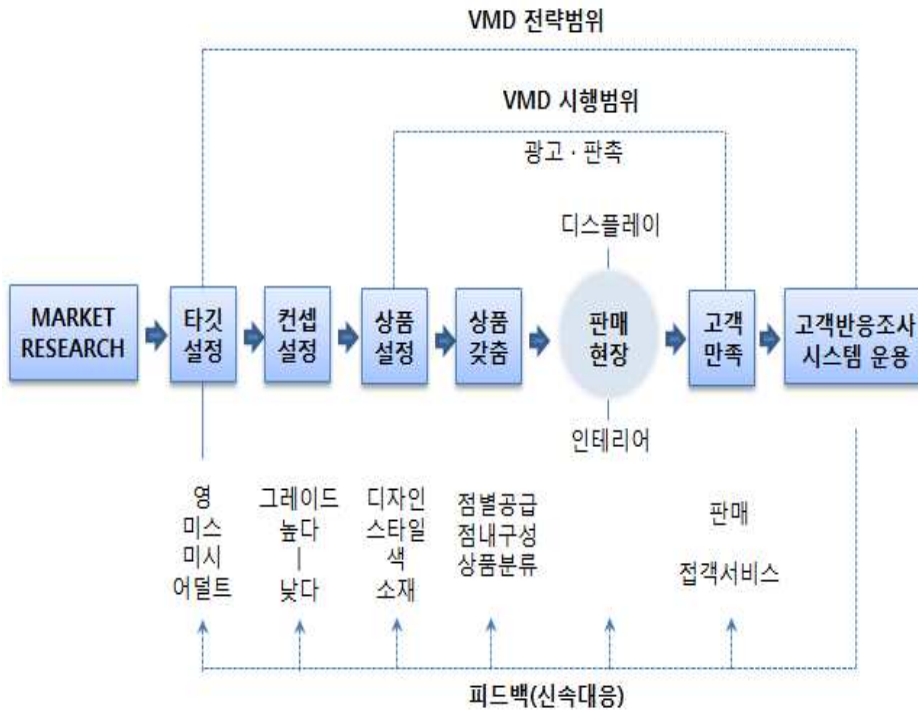 VMD 전략범위
VMD 시행범위
광고 · 판촉
디스플레이
MARKET
RESEARCH
타깃
설정
컨셉
설정
상품
설정
상품
갖춤
판매
현장
고객
만족
고객반응조사
시스템 운용
인테리어
영
미스
미시
어덜트
그레이드
높다
|
낮다
디자인
스타일
색
소재
점별공급
점내구성
상품분류
판매
접객서비스
피드백(신속대응)